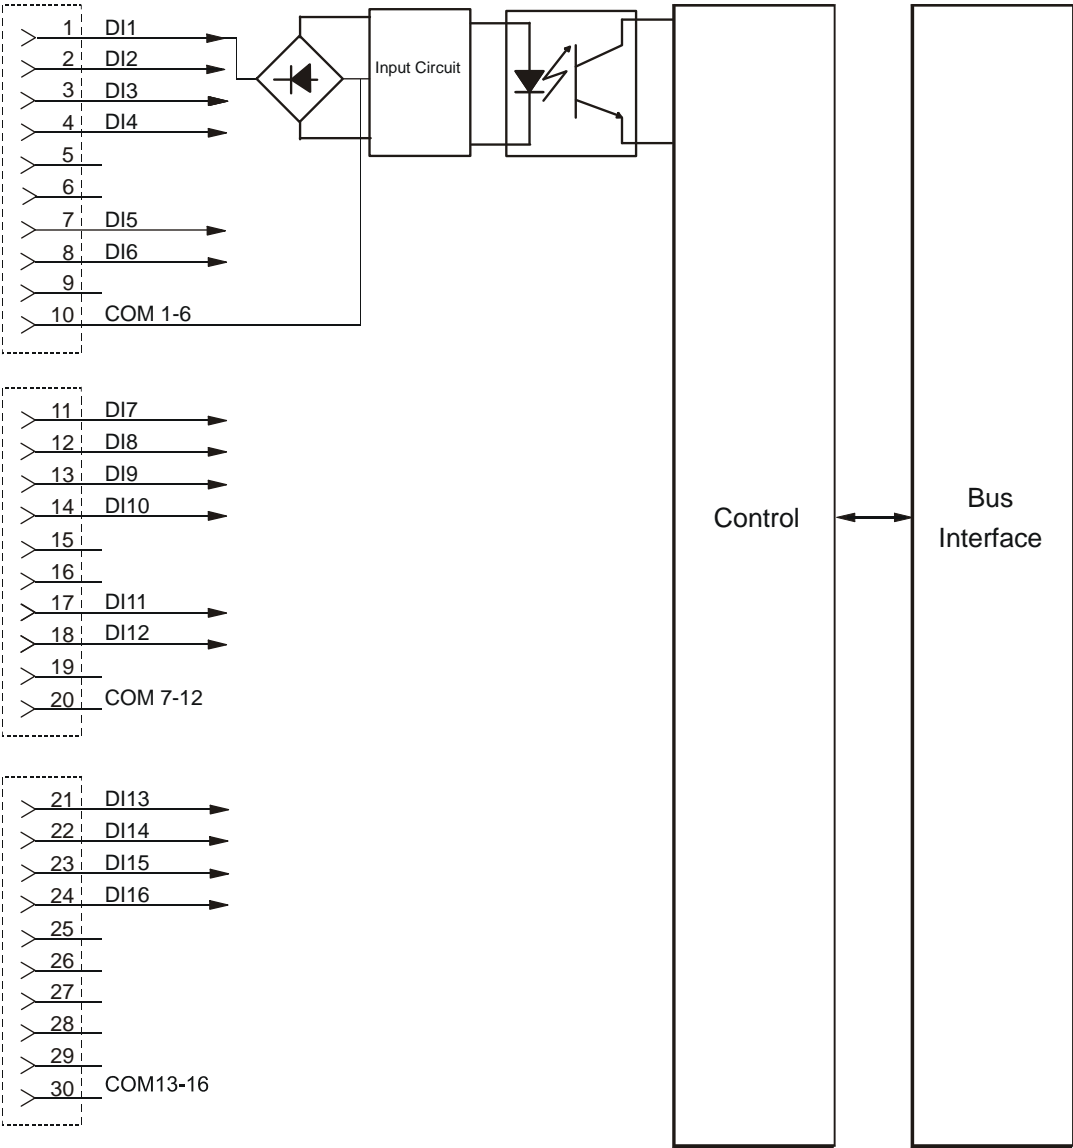 1 DI1
2 DI2
3 DI3
4 DI4
5
6
7 DI5
8 DI6
9
10 COM 1-6
Input Circuit
11 DI7
12 DI8
13 DI9
14 DI10
15
16
17 DI11
18 DI12
19
20 COM 7-12
21 DI13
22 DI14
23 DI15
24 DI16
25
26
27
28
29
30 COM13-16
Control
Bus
Interface